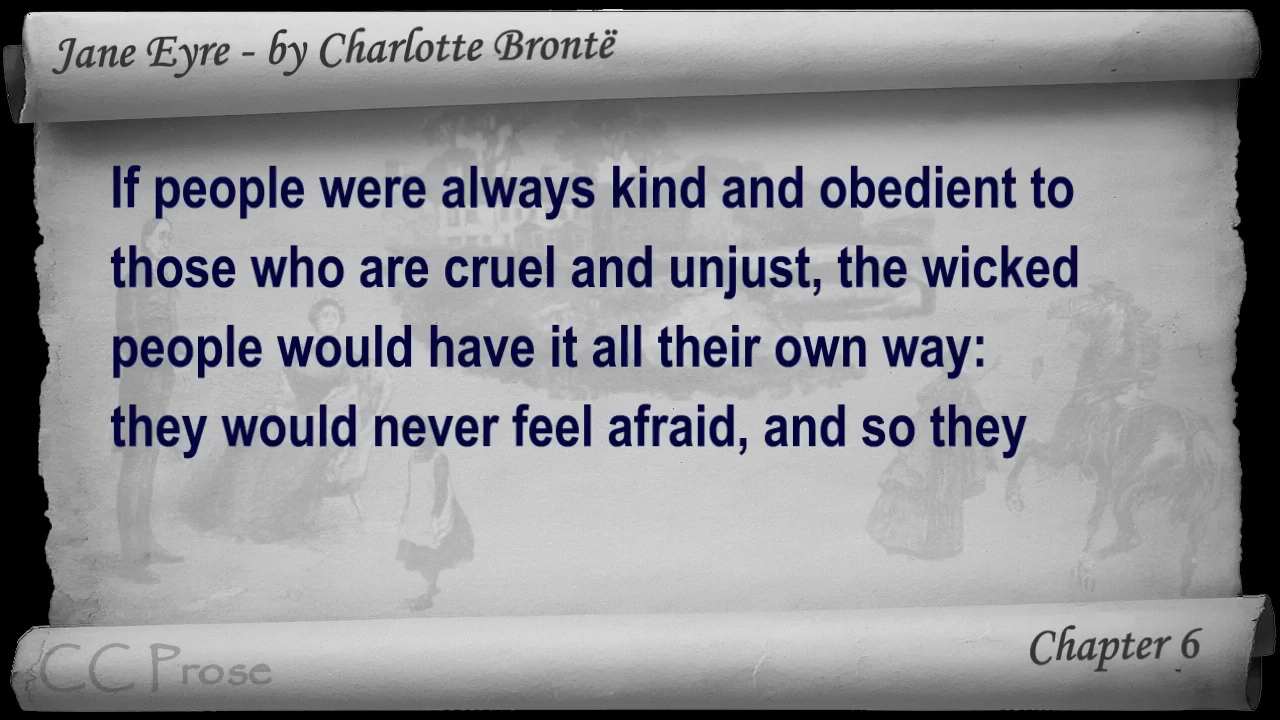 Jane Eyre - by Charlotte Brontë
If people were always kind and obedient to
those who are cruel and unjust, the wicked
people would have it all their own way:
they would never feel afraid, and so they
Chapter 6
CC Prose